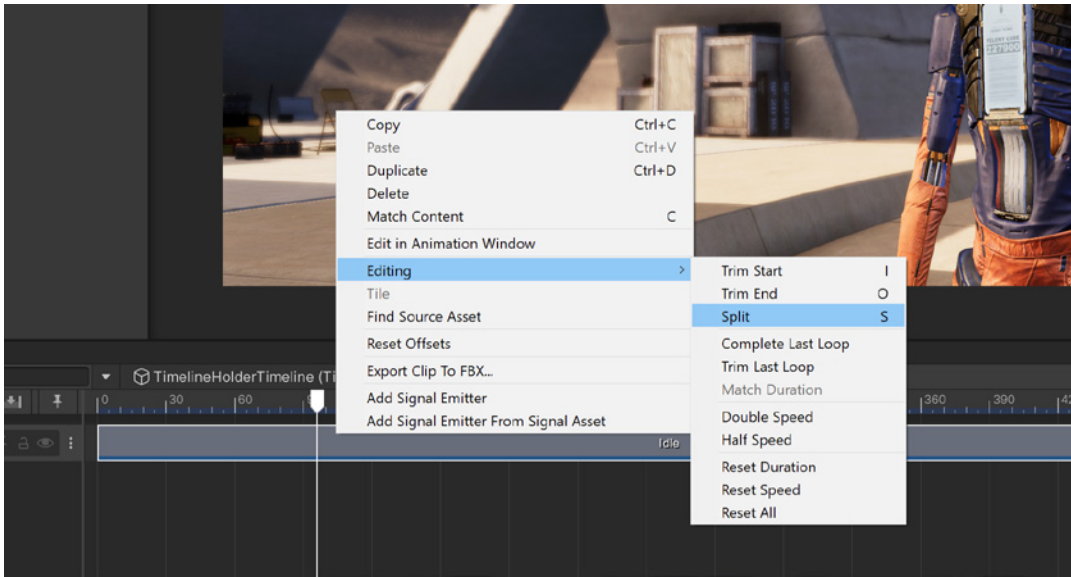 227000
Copy Ctrl+C
Paste Ctrl+V
Duplicate Ctrl+D
Delete
Match Content C
Edit in Animation Window
Editing >
Tile
Find Source Asset
Reset Offsets
Export Clip To FBX...
Add Signal Emitter
Add Signal Emitter From Signal Asset
Trim Start I
Trim End O
Split S
Complete Last Loop
Trim Last Loop
Match Duration
Double Speed
Half Speed
Reset Duration
Reset Speed
Reset All
TimelineHolderTimeline (Ti
0 30 60 360 390
Idle